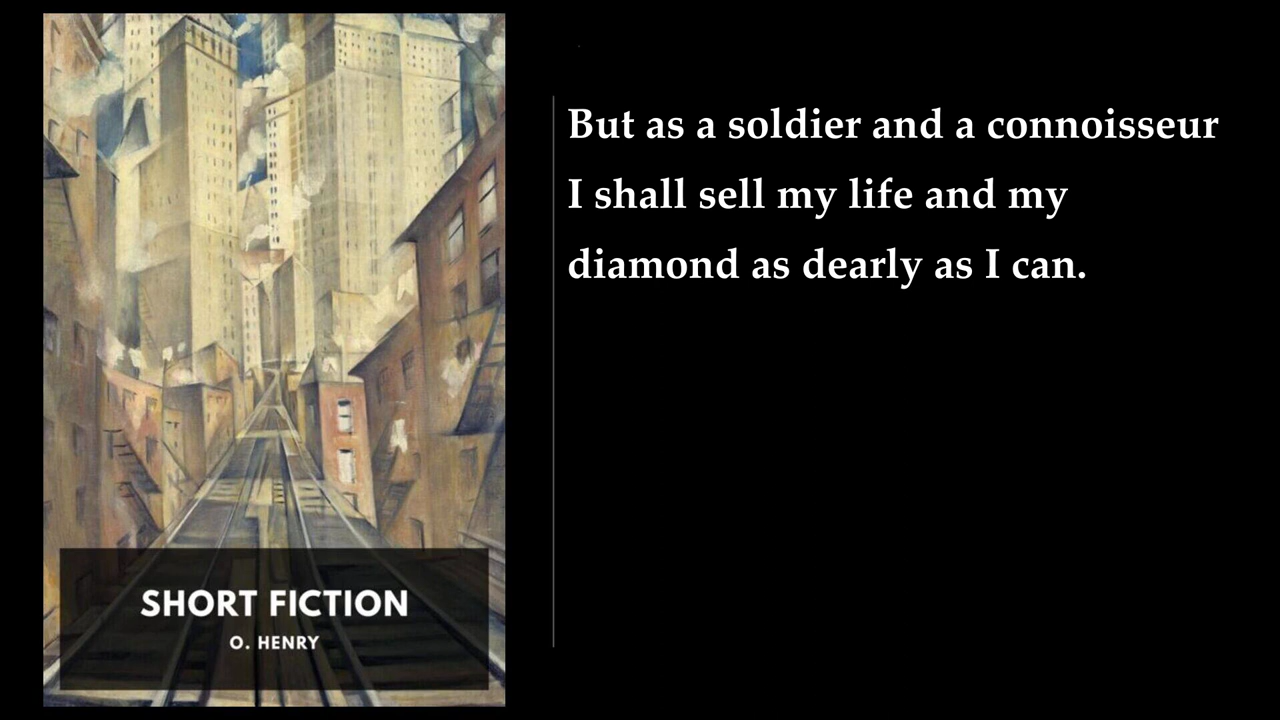 But as a soldier and a connoisseur
I shall sell my life and my
diamond as dearly as I can.
SHORT FICTION
O. HENRY